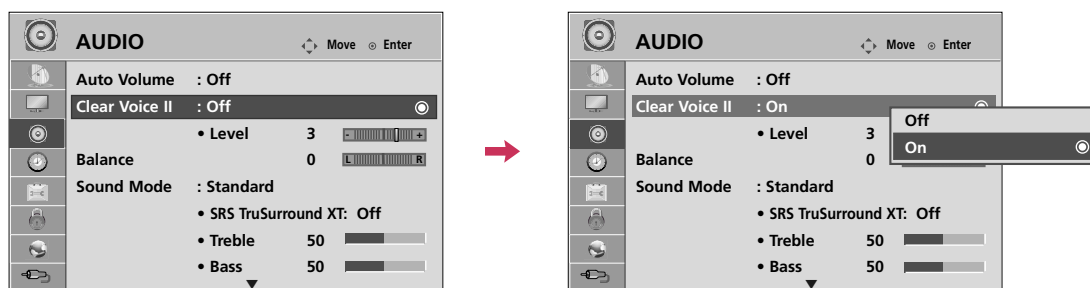 AUDIO Move Enter
Auto Volume : Off
Clear Voice II : Off
• Level 3 - +
Balance 0 L R
Sound Mode : Standard
• SRS TruSurround XT: Off
• Treble 50
• Bass 50
AUDIO Move Enter
Auto Volume : Off
Clear Voice II : On
• Level 3
Balance 0
Sound Mode : Standard
• SRS TruSurround XT: Off
• Treble 50
• Bass 50
Off
On